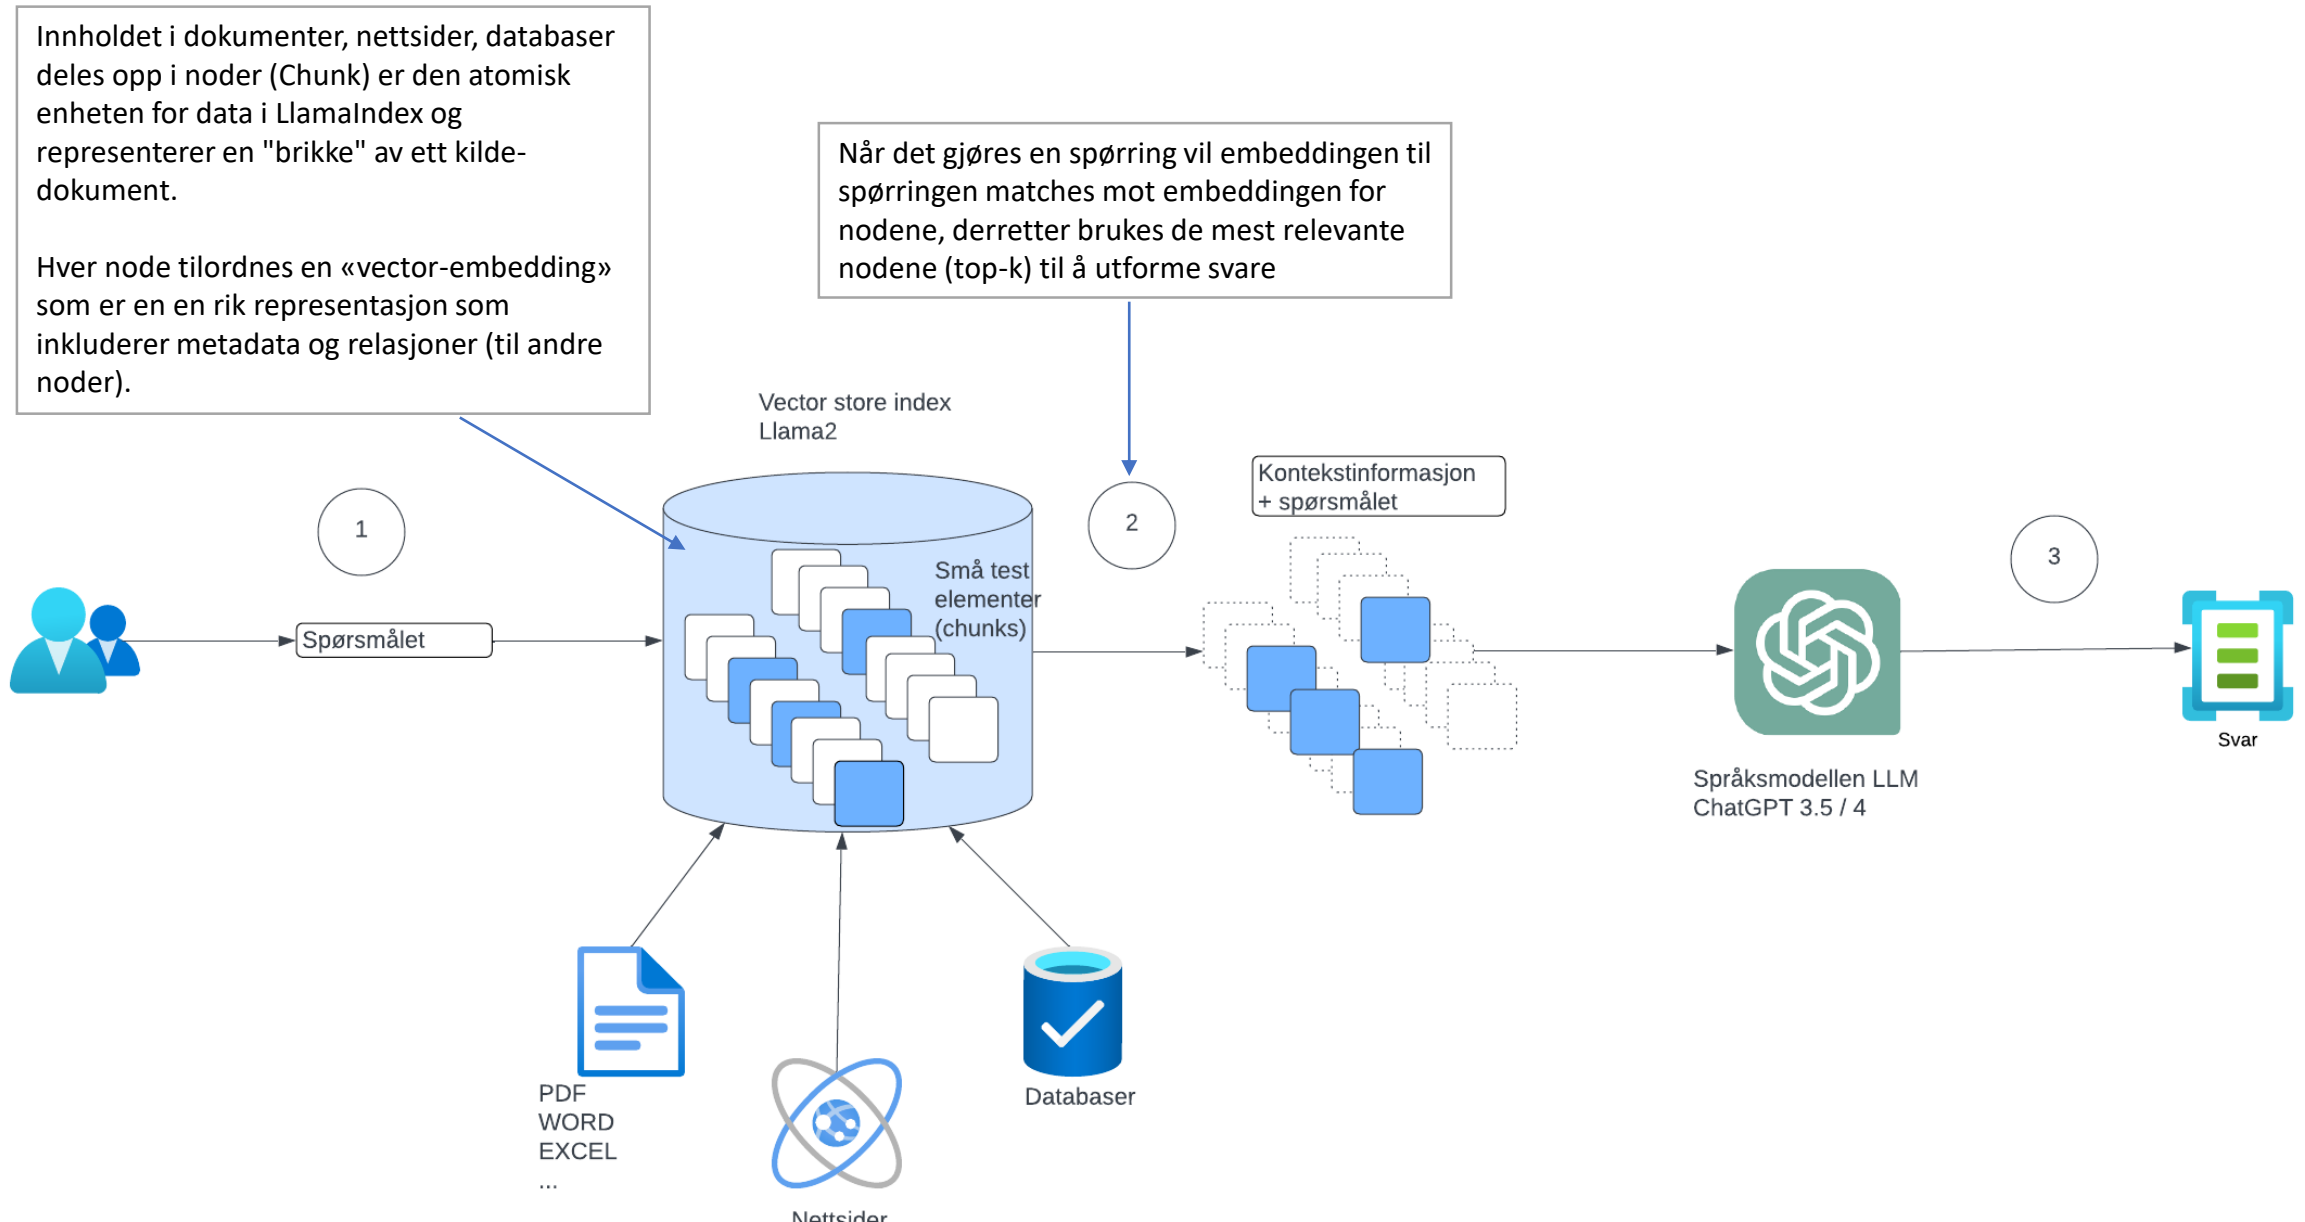 Innholdet i dokumenter, nettsider, databaser
deles opp i noder (Chunk) er den atomisk
enheten for data i LlamaIndex og
representerer en "brikke" av ett kilde-
dokument.
Hver node tilordnes en «vector-embedding»
som er en en rik representasjon som
inkluderer metadata og relasjoner (til andre
noder).
Når det gjøres en spørring vil embeddingen til
spørringen matches mot embeddingen for
nodene, derretter brukes de mest relevante
nodene (top-k) til å utforme svare
Vector store index
Llama2
1
2
Kontekstinformasjon
+ spørsmålet
3
Små test
elementer
(chunks)
Spørsmålet
Svar
Språksmodellen LLM
ChatGPT 3.5 / 4
PDF
WORD
EXCEL
...
Databaser
Nettsider